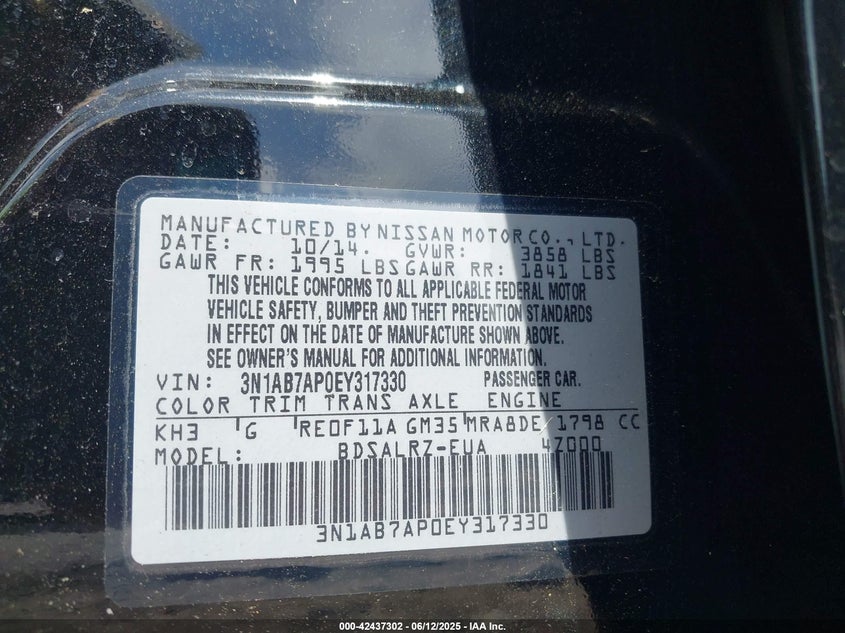 MANUFACTURED BY NISSAN MOTOR CO., LTD.
DATE: 10/14. GVWR: 3858 LBS
GAWR FR: 1995 LBS GAWR RR: 1841 LBS
THIS VEHICLE CONFORMS TO ALL APPLICABLE FEDERAL MOTOR
VEHICLE SAFETY, BUMPER AND THEFT PREVENTION STANDARDS
IN EFFECT ON THE DATE OF MANUFACTURE SHOWN ABOVE.
SEE OWNER'S MANUAL FOR ADDITIONAL INFORMATION.
VIN: 3N1AB7AP0EY317330 PASSENGER CAR.
COLOR TRIM TRANS AXLE ENGINE
KH3 G RE0F11A GM35 MRA8DE 1798 CC
MODEL: BDSALRZ-EUA 4Z000
3N1AB7AP0EY317330
000-42437302 - 06/12/2025 - IAA Inc.